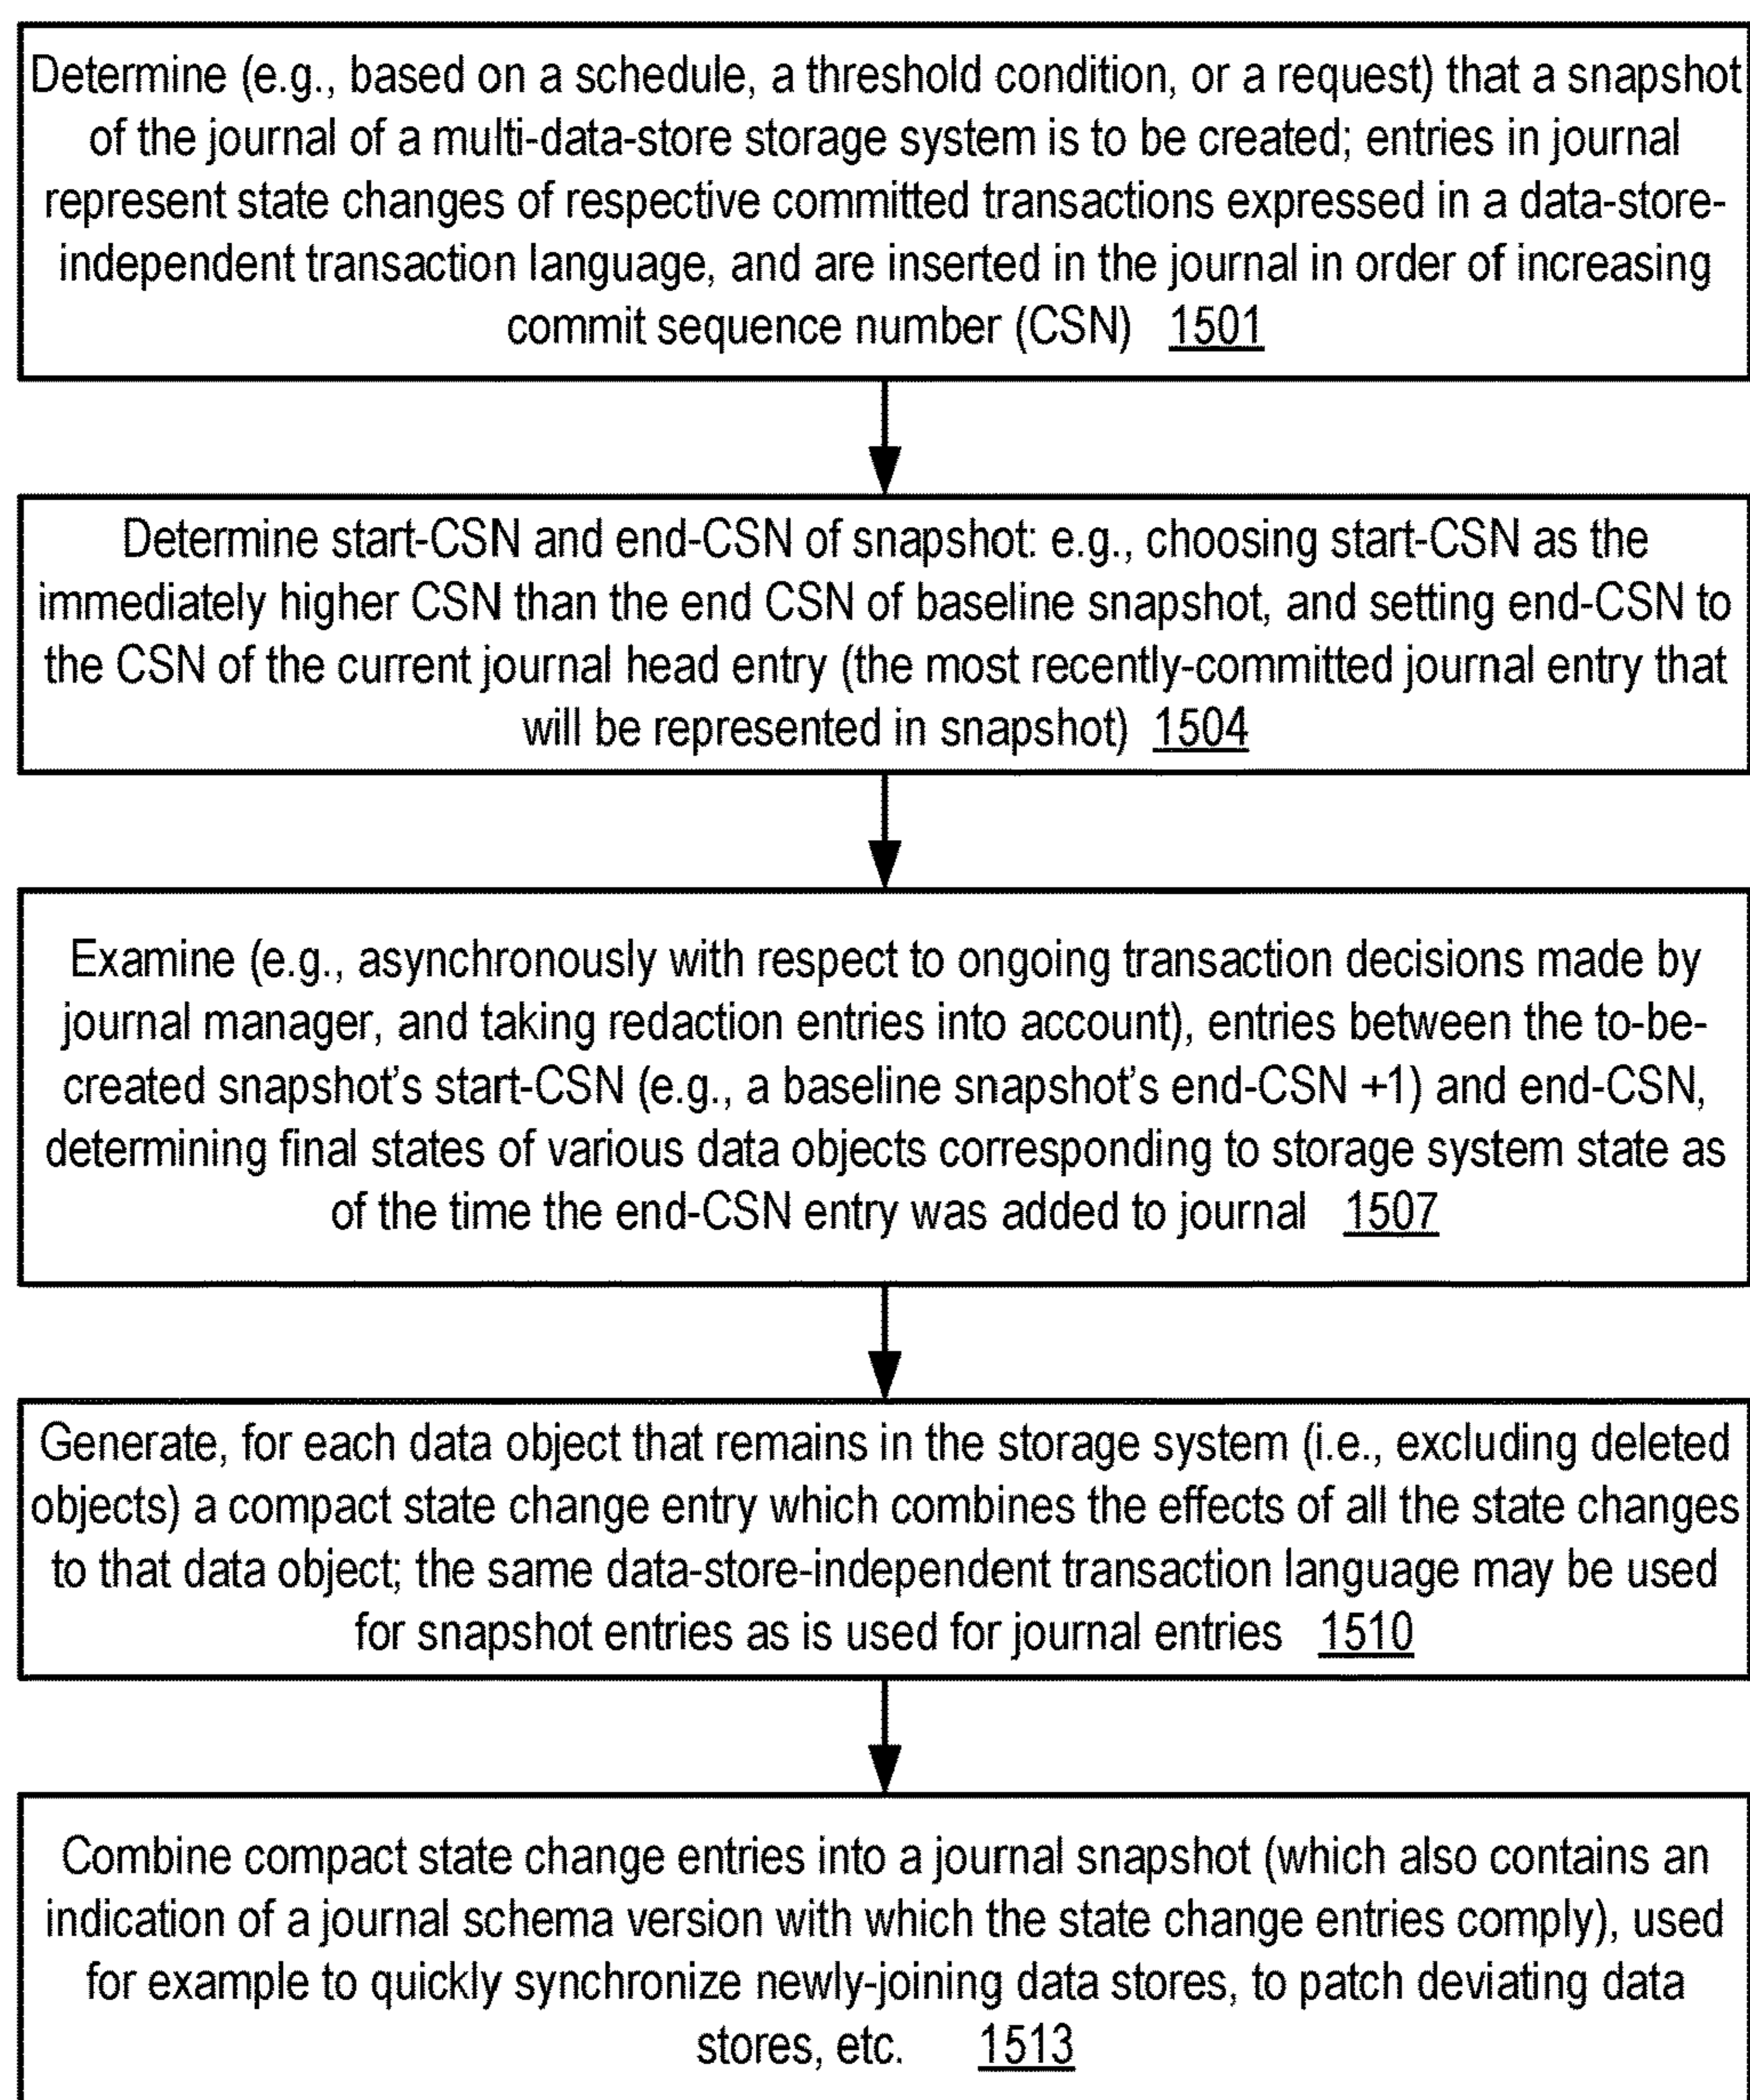 Determine (e.g., based on a schedule, a threshold condition, or a request) that a snapshot
of the journal of a multi-data-store storage system is to be created; entries in journal
represent state changes of respective committed transactions expressed in a data-store-
independent transaction language, and are inserted in the journal in order of increasing
commit sequence number (CSN) 1501
Determine start-CSN and end-CSN of snapshot: e.g., choosing start-CSN as the
immediately higher CSN than the end CSN of baseline snapshot, and setting end-CSN to
the CSN of the current journal head entry (the most recently-committed journal entry that
will be represented in snapshot) 1504
Examine (e.g., asynchronously with respect to ongoing transaction decisions made by
journal manager, and taking redaction entries into account), entries between the to-be-
created snapshot's start-CSN (e.g., a baseline snapshot's end-CSN +1) and end-CSN,
determining final states of various data objects corresponding to storage system state as
of the time the end-CSN entry was added to journal 1507
Generate, for each data object that remains in the storage system (i.e., excluding deleted
objects) a compact state change entry which combines the effects of all the state changes
to that data object; the same data-store-independent transaction language may be used
for snapshot entries as is used for journal entries 1510
Combine compact state change entries into a journal snapshot (which also contains an
indication of a journal schema version with which the state change entries comply), used
for example to quickly synchronize newly-joining data stores, to patch deviating data
stores, etc. 1513